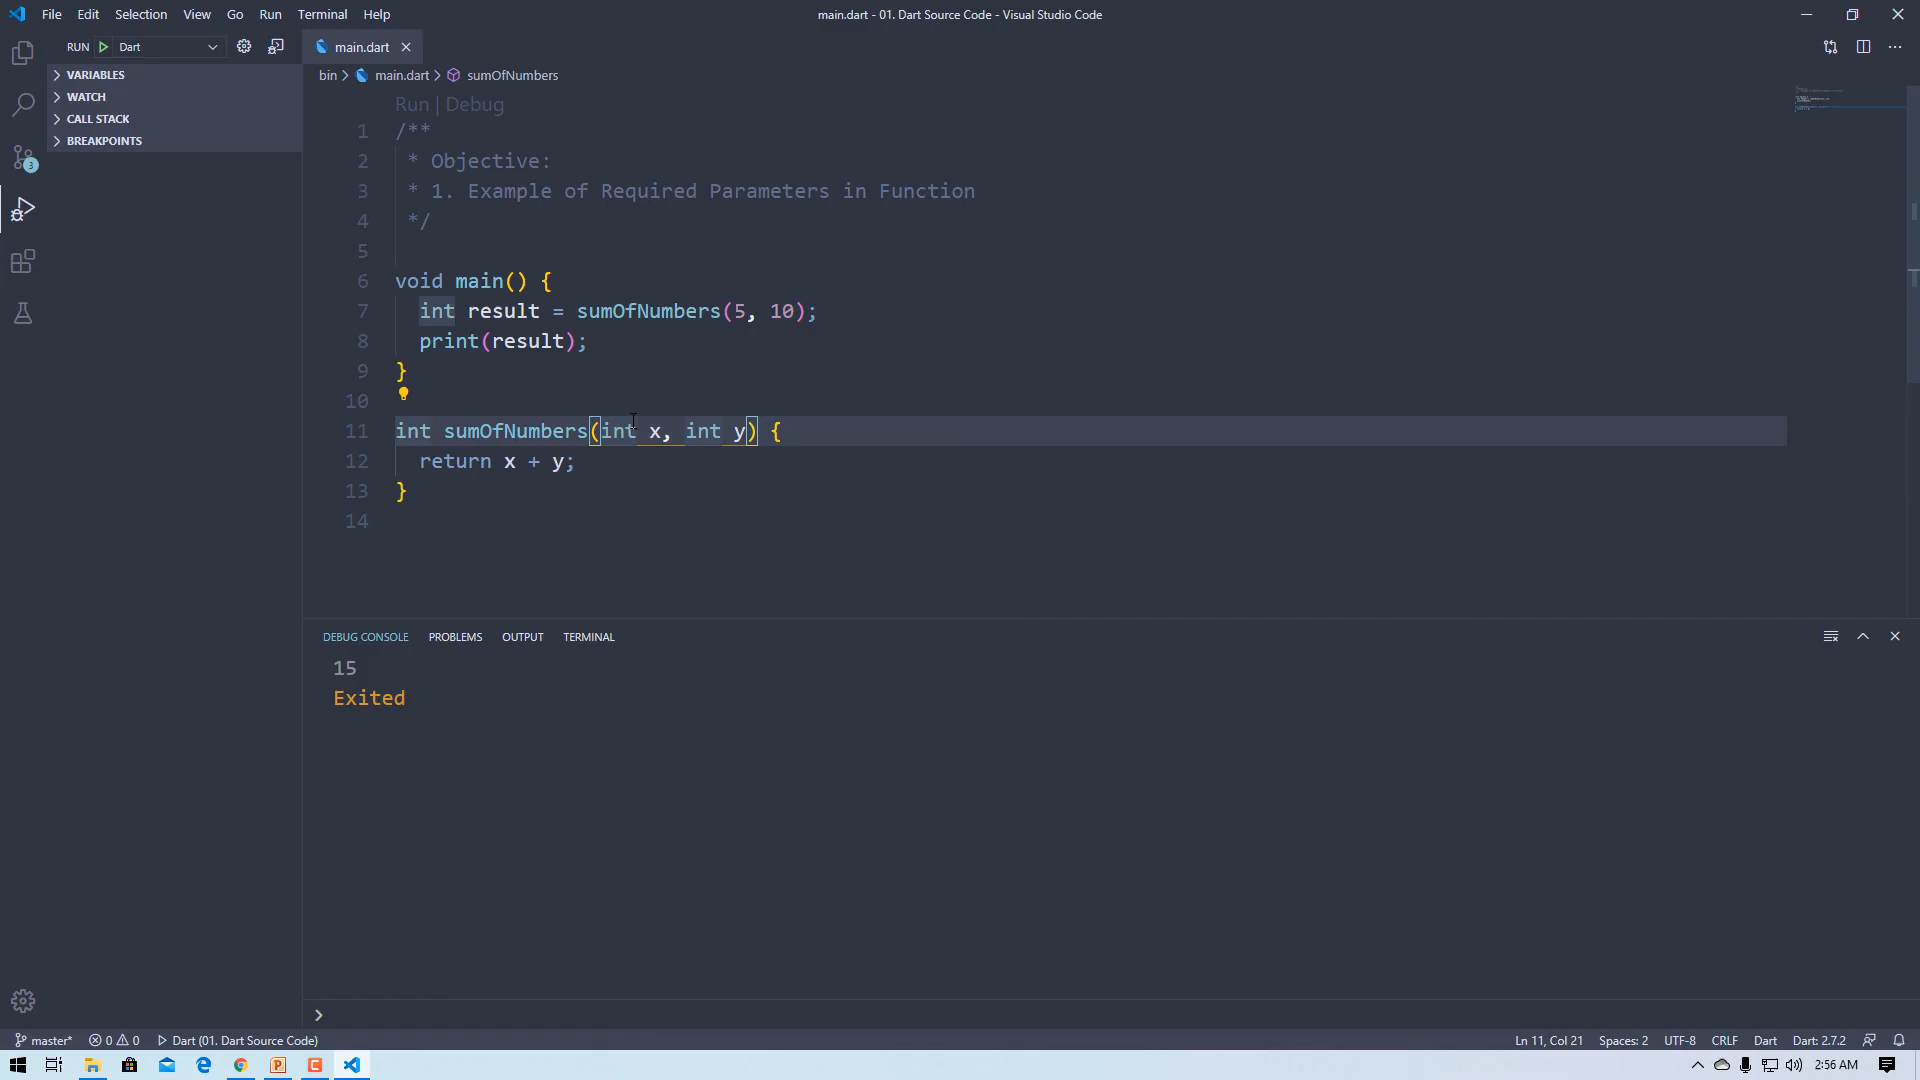 File Edit Selection View Go Run Terminal Help
main.dart - 01. Dart Source Code - Visual Studio Code
RUN Dart
main.dart
VARIABLES
WATCH
CALL STACK
BREAKPOINTS
3
bin > main.dart > sumOfNumbers
Run | Debug
1 /**
2 * Objective:
3 * 1. Example of Required Parameters in Function
4 */
5
6 void main() {
7 int result = sumOfNumbers(5, 10);
8 print(result);
9 }
10
11 int sumOfNumbers(int x, int y) {
12 return x + y;
13 }
14
DEBUG CONSOLE PROBLEMS OUTPUT TERMINAL
15
Exited
master* 0 0 Dart (01. Dart Source Code)
Ln 11, Col 21 Spaces: 2 UTF-8 CRLF Dart Dart: 2.7.2
2:56 AM